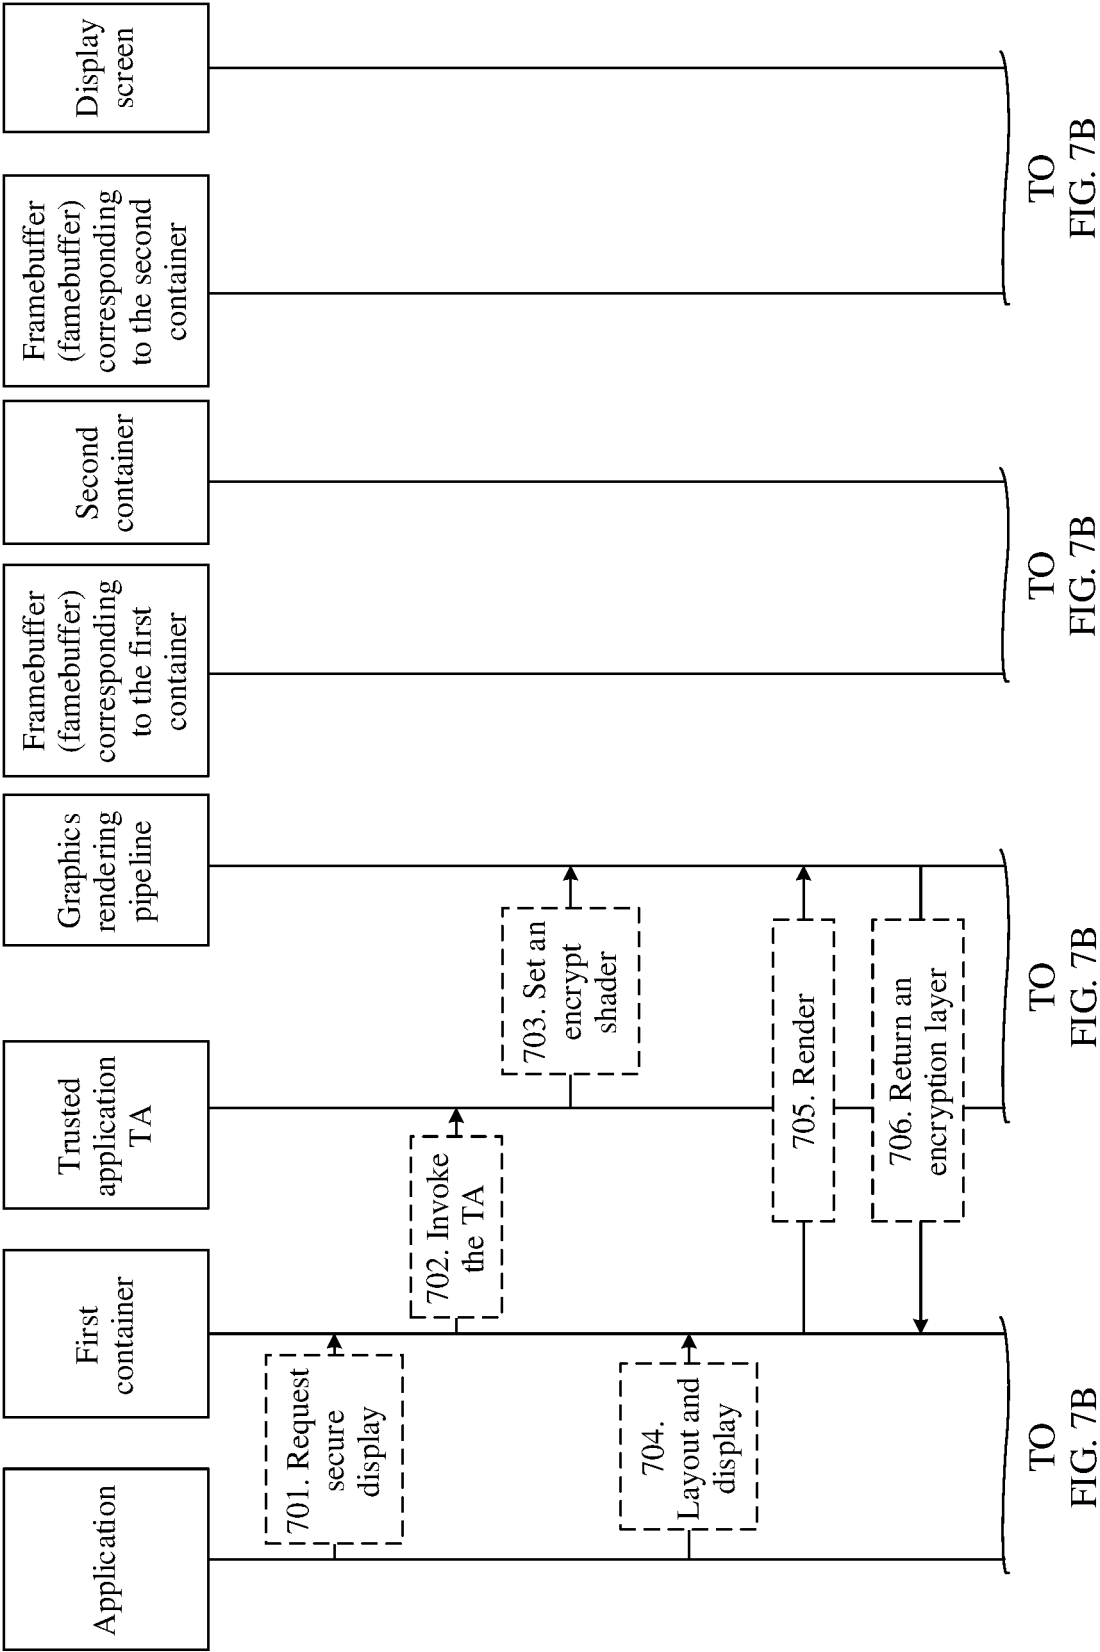 Application
First
container
Trusted
application
TA
Graphics
rendering
pipeline
Framebuffer
(famebuffer)
corresponding
to the first
container
Second
container
Framebuffer
(famebuffer)
corresponding
to the second
container
Display
screen
701. Request
secure
display
702. Invoke
the TA
703. Set an
encrypt
shader
704.
Layout and
display
705. Render
706. Return an
encryption layer
TO
FIG. 7B
TO
FIG. 7B
TO
FIG. 7B
TO
FIG. 7B